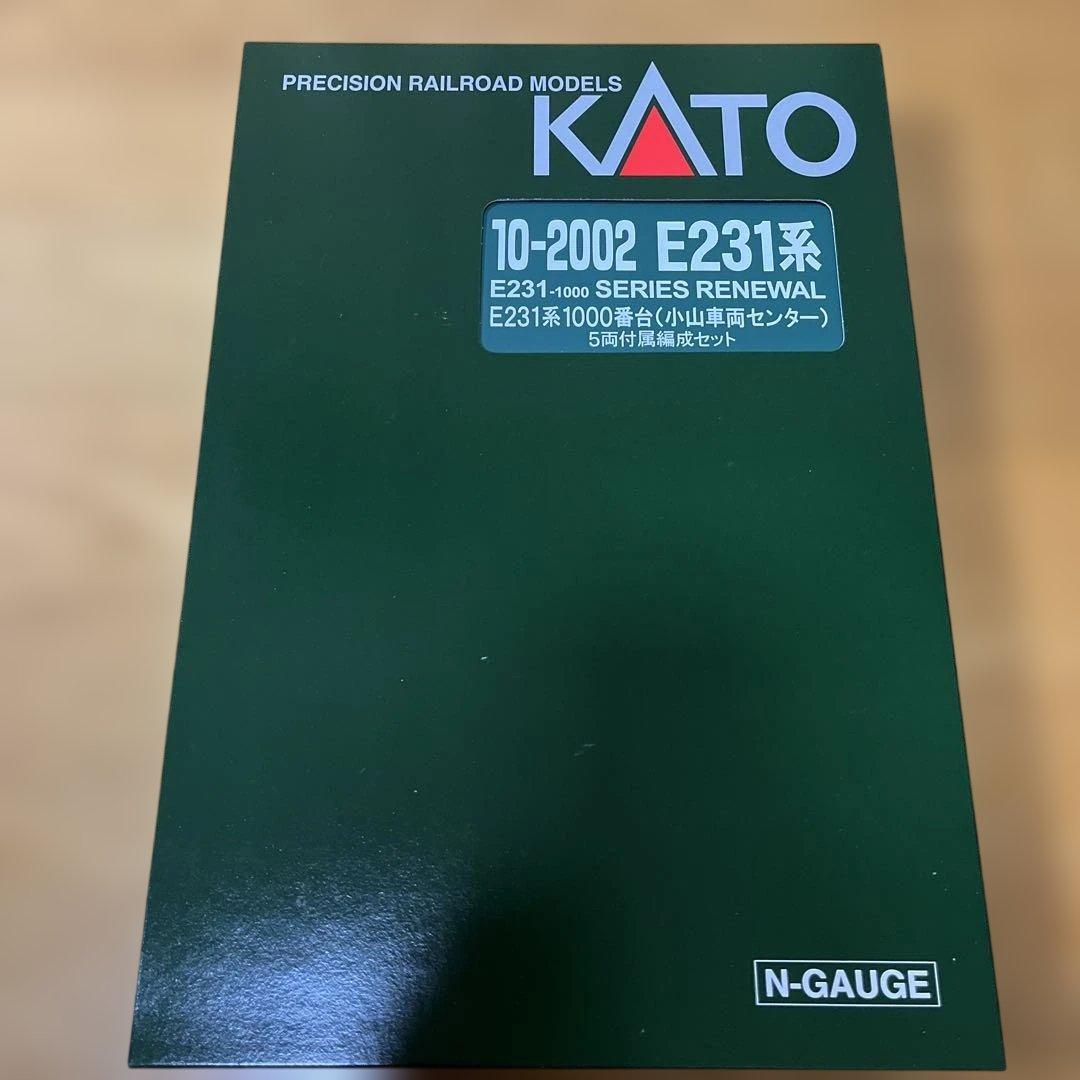 PRECISION RAILROAD MODELS
KATO
10-2002 E231系
E231-1000 SERIES RENEWAL
E231系1000番台(小山車両センター)
5両付属編成セット
N-GAUGE